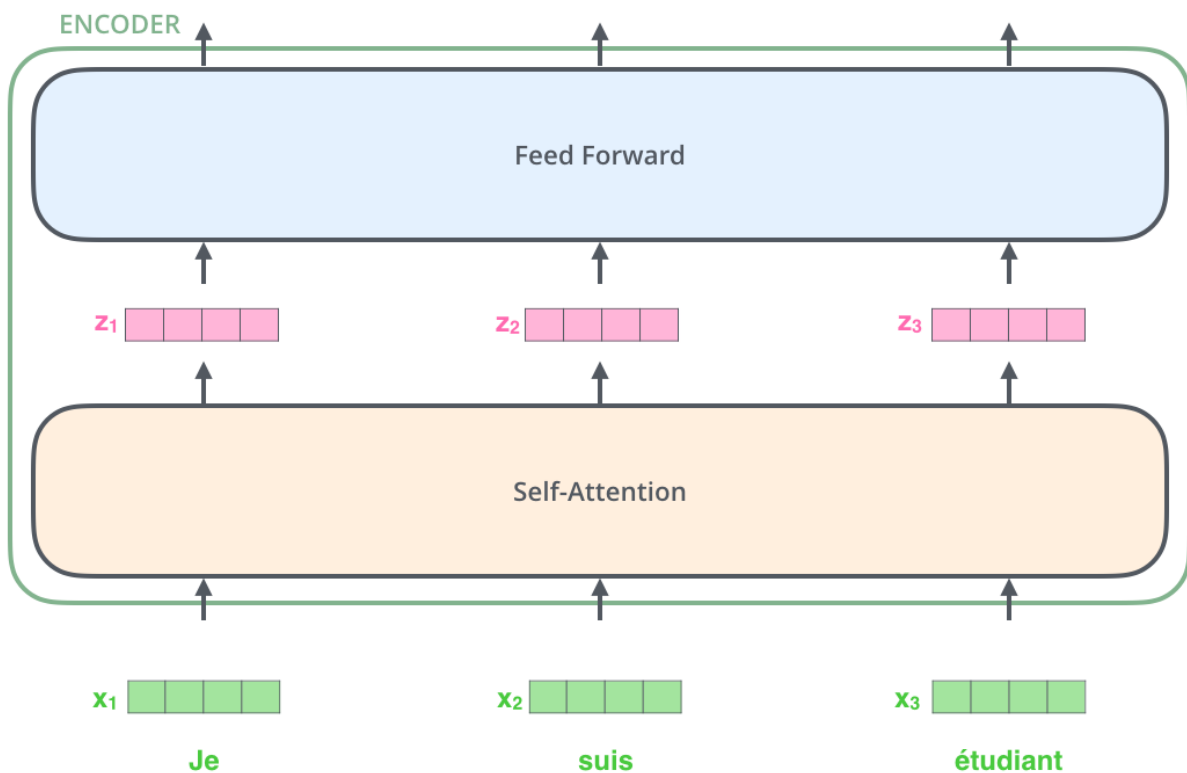 ENCODER
Feed Forward
z₁ z₂ z₃
Self-Attention
x₁ x₂ x₃
Je suis étudiant